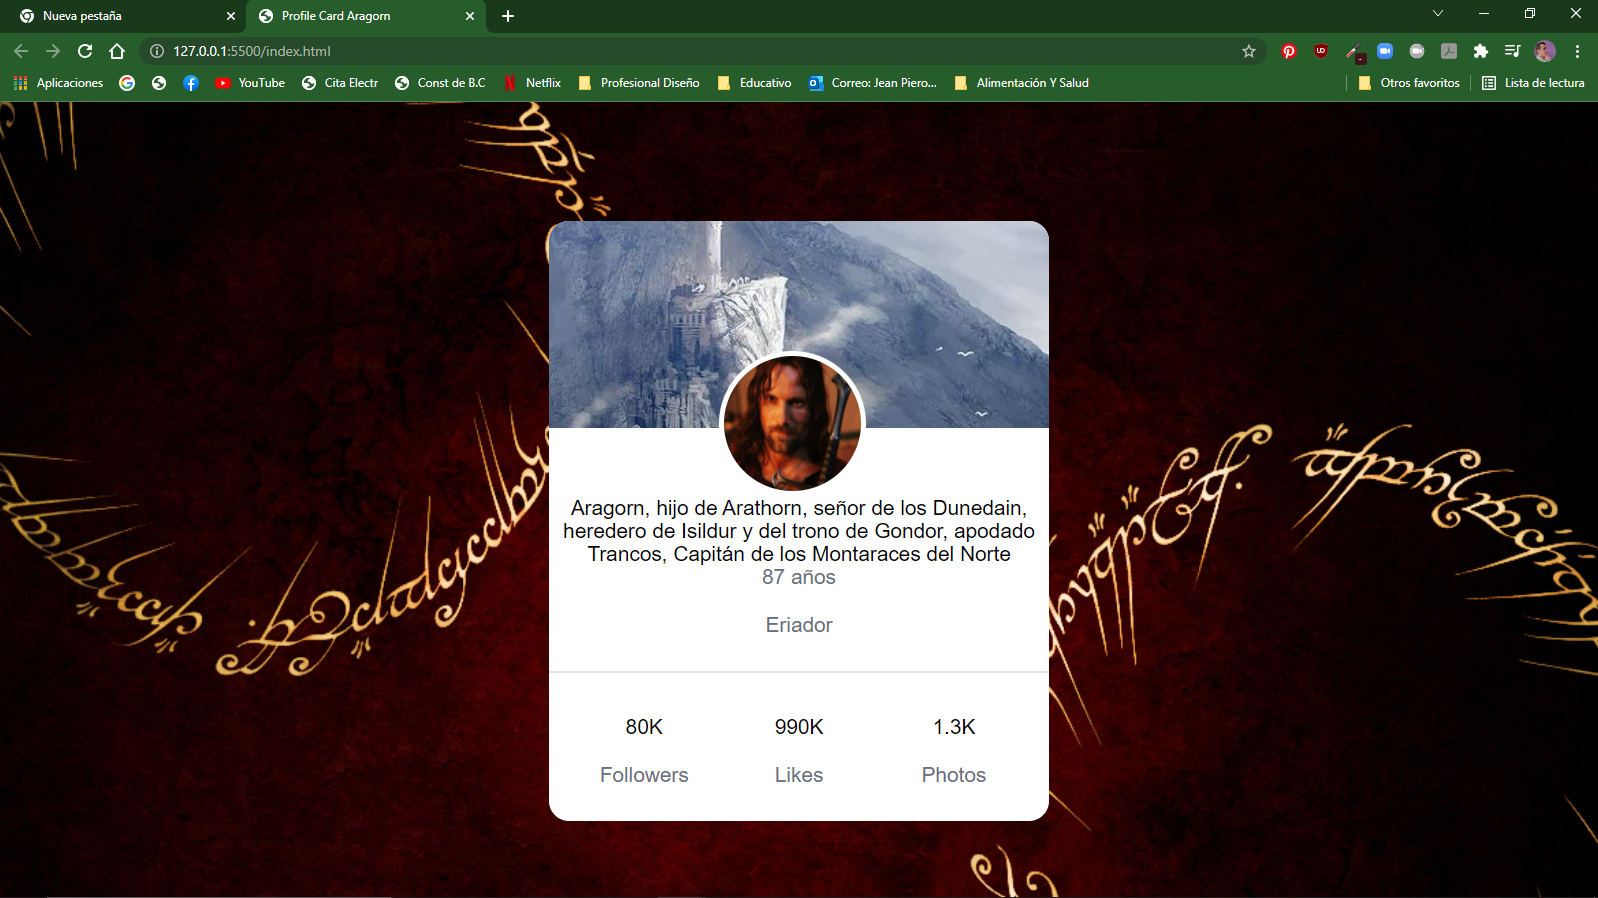 Nueva pestaña
Profile Card Aragorn
127.0.0.1:5500/index.html
Aplicaciones
YouTube
Cita Electr
Const de B.C
Netflix
Profesional Diseño
Educativo
Correo: Jean Piero...
Alimentación Y Salud
Otros favoritos
Lista de lectura
Aragorn, hijo de Arathorn, señor de los Dunedain,
heredero de Isildur y del trono de Gondor, apodado
Trancos, Capitán de los Montaraces del Norte
87 años
Eriador
80K
990K
1.3K
Followers
Likes
Photos